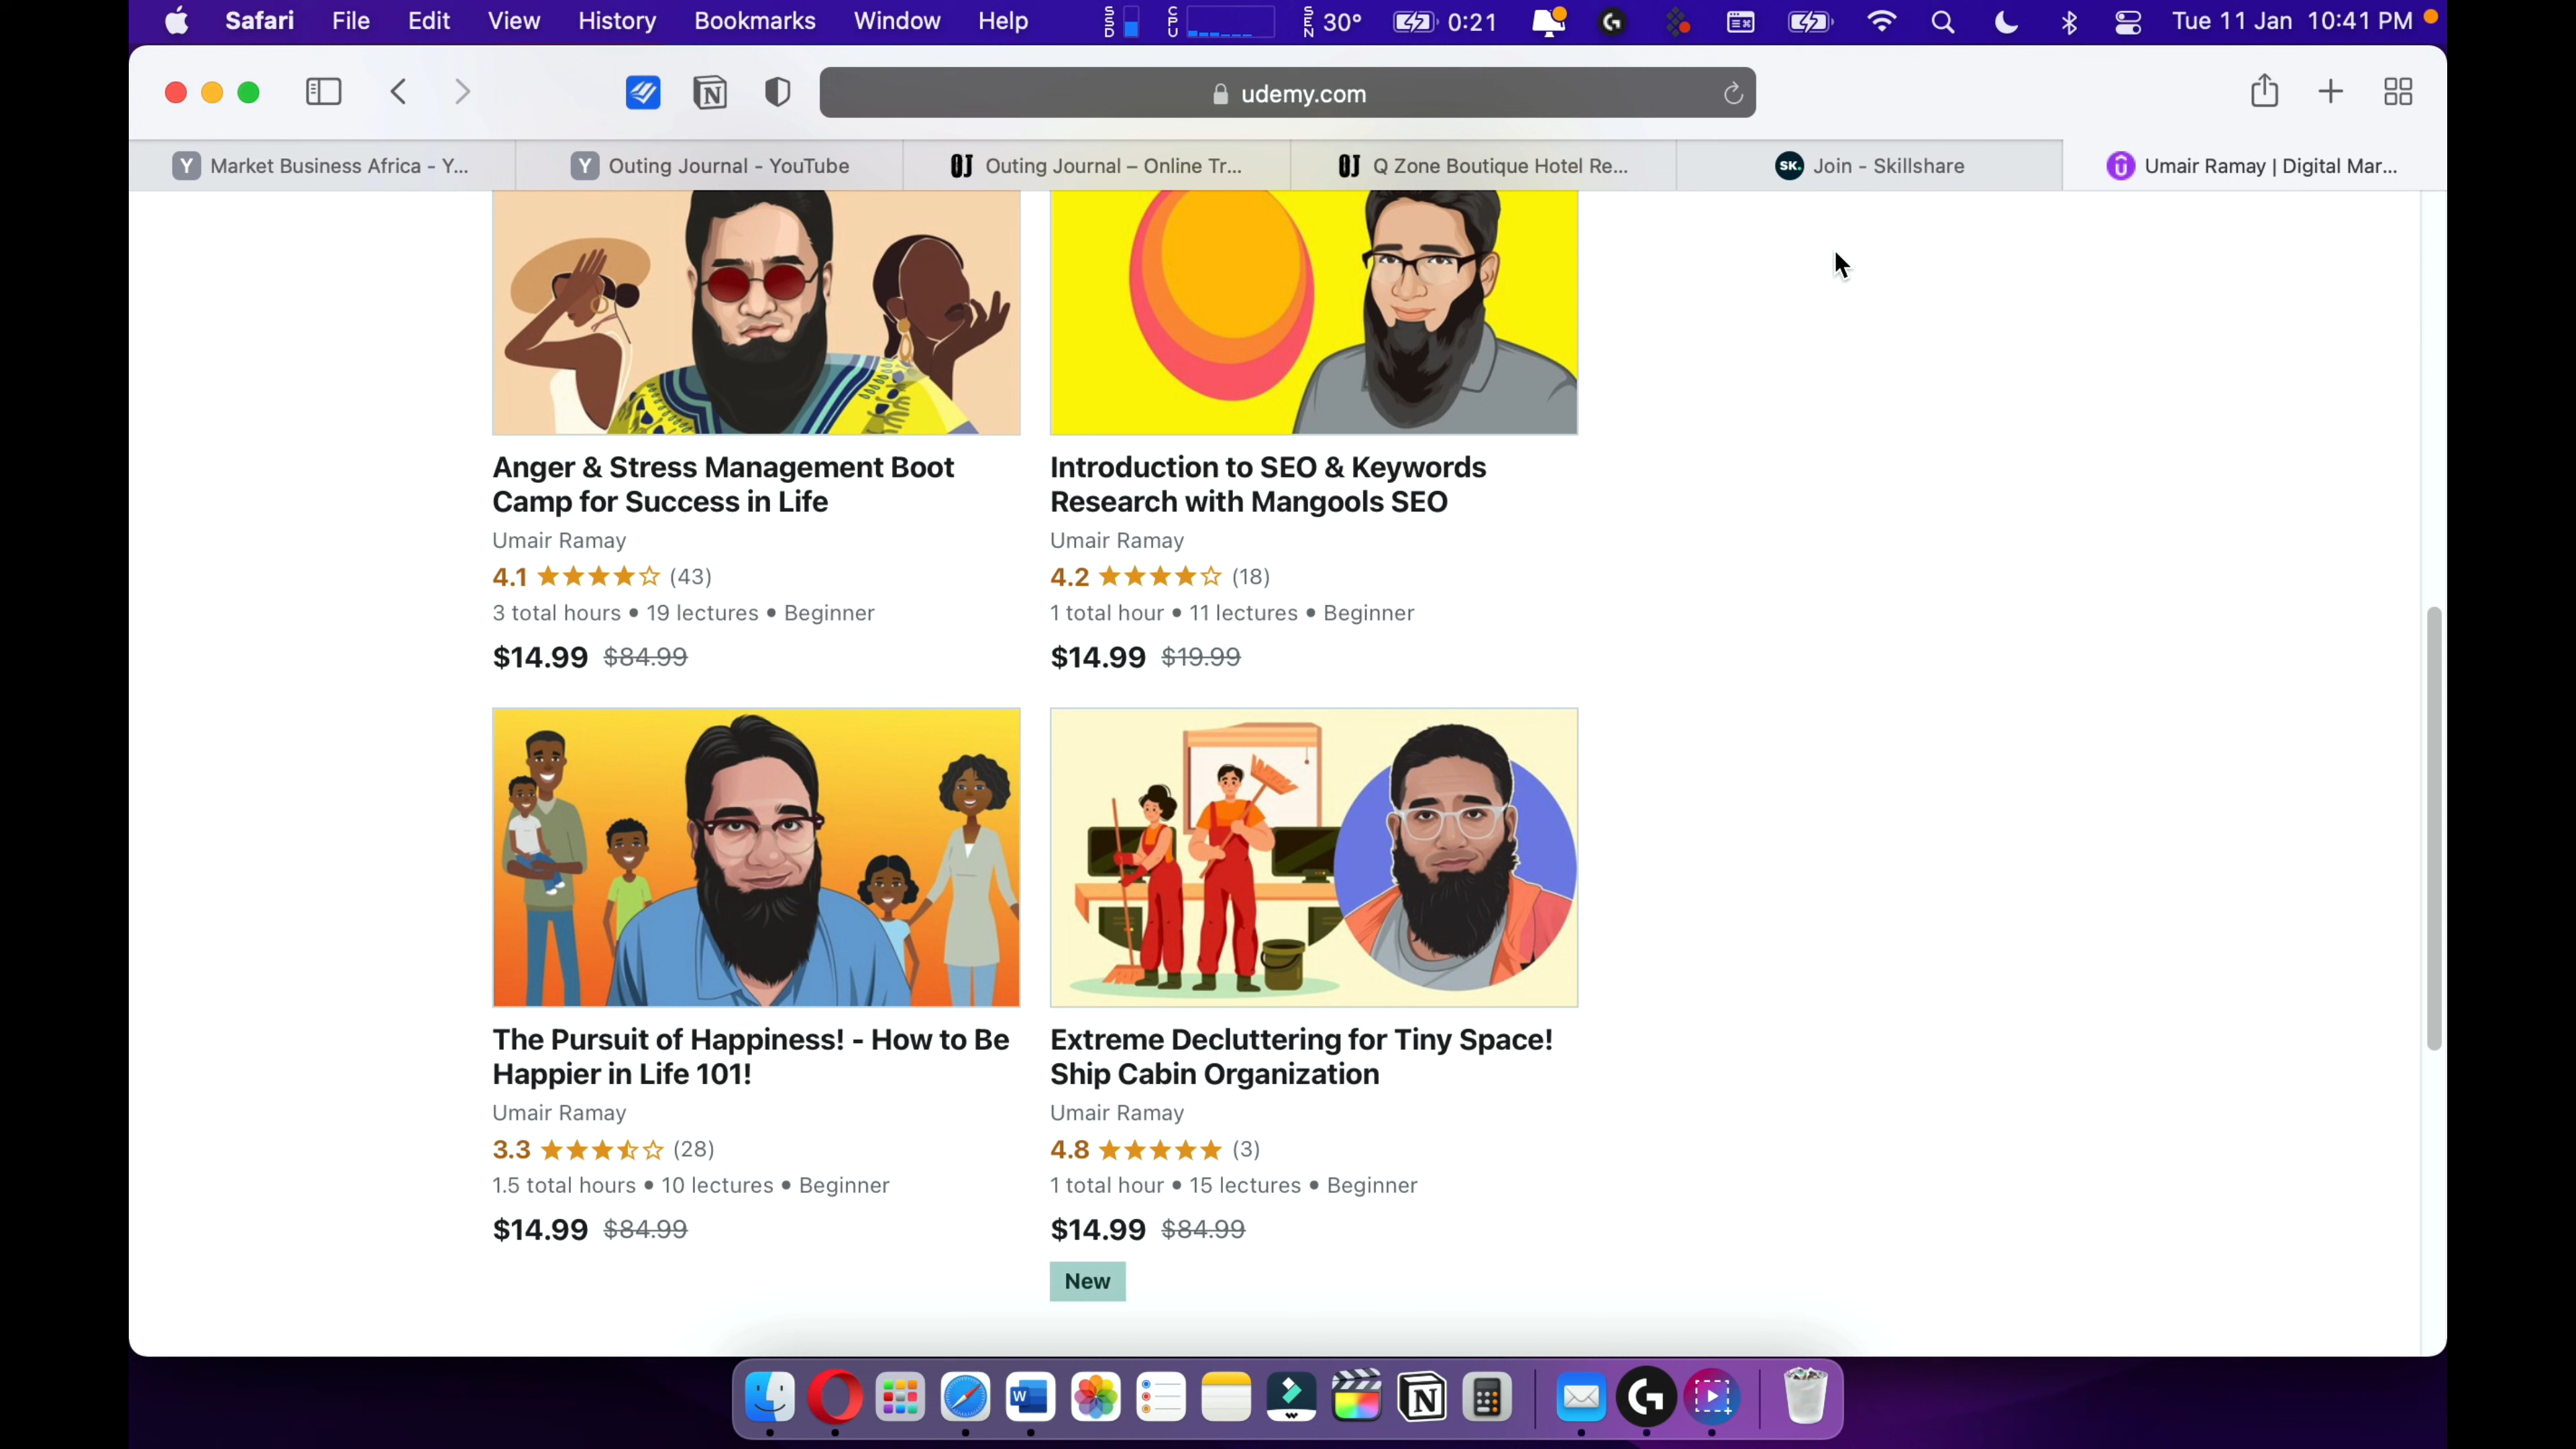 Safari File Edit View History Bookmarks Window Help SSD CPU SEN 30° 0:21 Tue 11 Jan 10:41 PM
udemy.com
Y Market Business Africa - Y... Y Outing Journal - YouTube OJ Outing Journal – Online Tr... OJ Q Zone Boutique Hotel Re... SK. Join - Skillshare Umair Ramay | Digital Mar...
Anger & Stress Management Boot
Camp for Success in Life
Umair Ramay
4.1 (43)
3 total hours • 19 lectures • Beginner
$14.99 $84.99
Introduction to SEO & Keywords
Research with Mangools SEO
Umair Ramay
4.2 (18)
1 total hour • 11 lectures • Beginner
$14.99 $19.99
The Pursuit of Happiness! - How to Be
Happier in Life 101!
Umair Ramay
3.3 (28)
1.5 total hours • 10 lectures • Beginner
$14.99 $84.99
Extreme Decluttering for Tiny Space!
Ship Cabin Organization
Umair Ramay
4.8 (3)
1 total hour • 15 lectures • Beginner
$14.99 $84.99
New